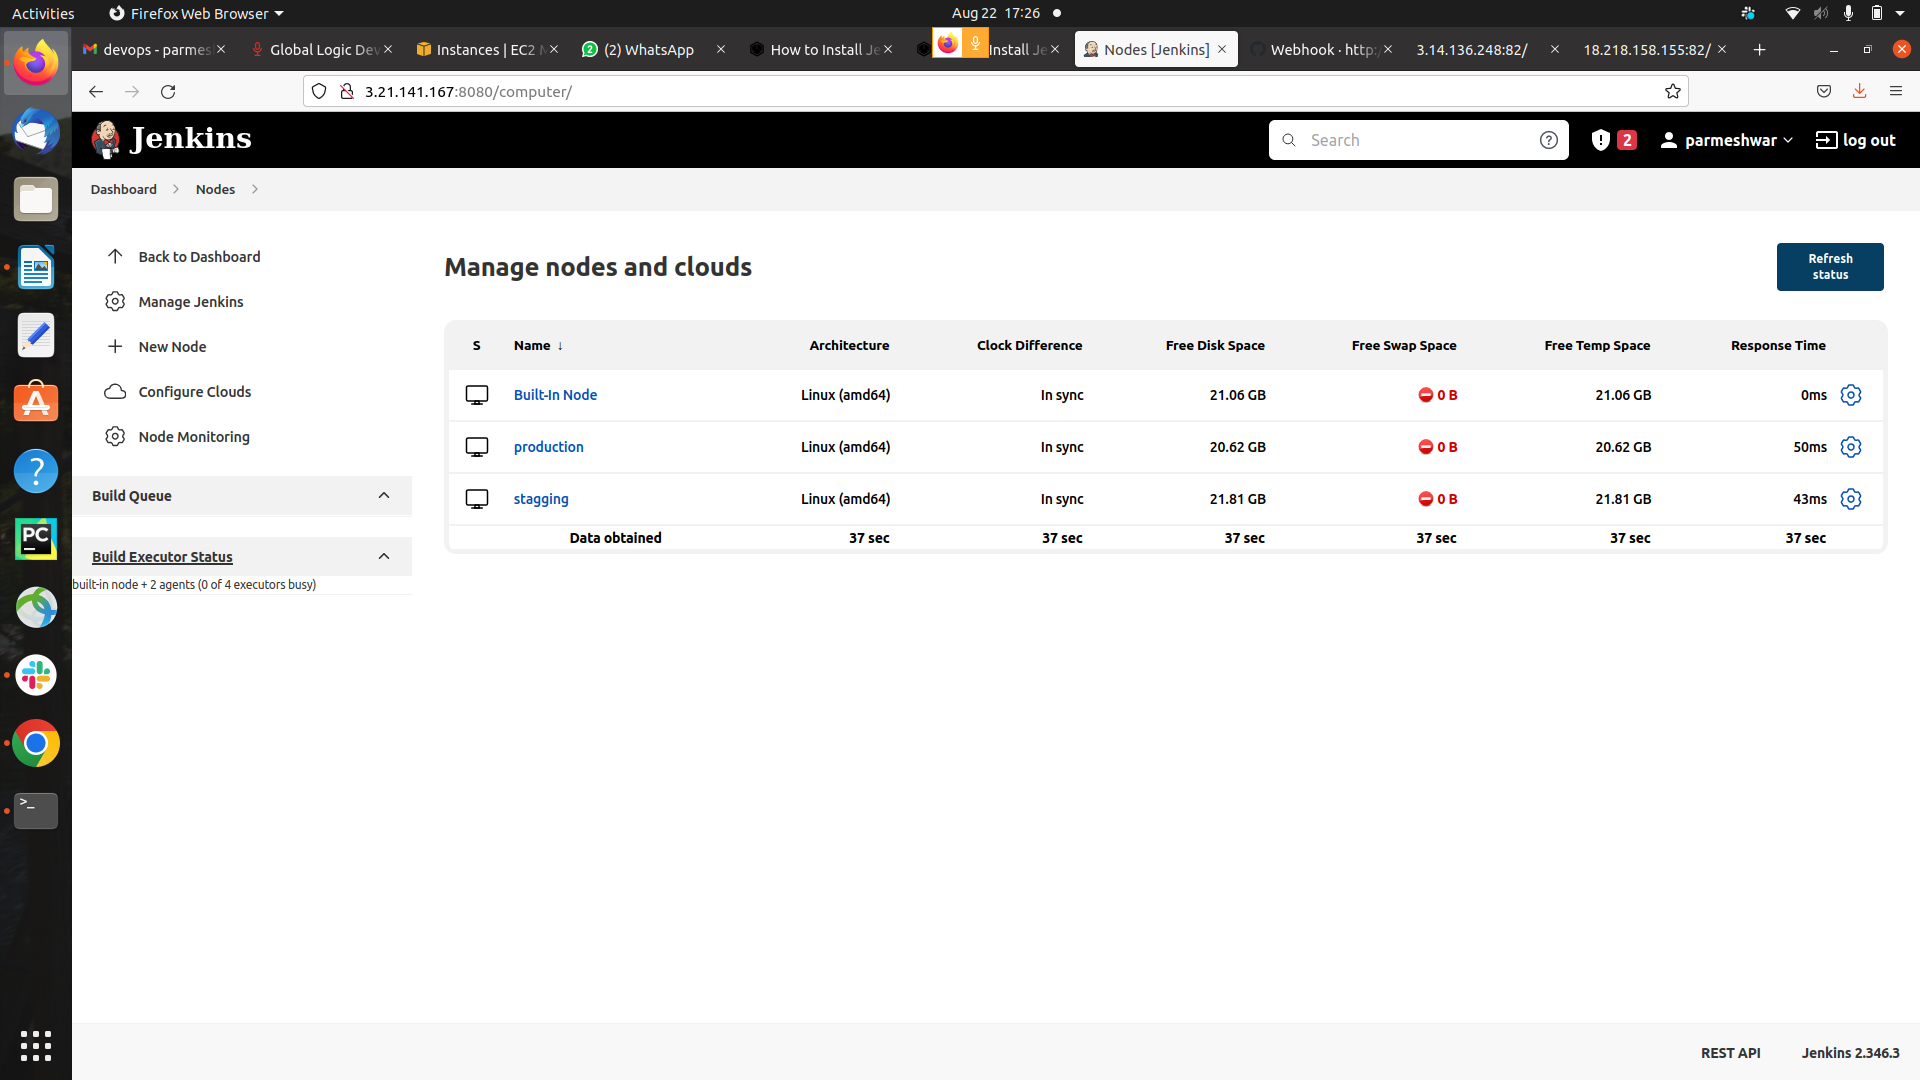 Activities Firefox Web Browser Aug 22 17:26
devops - parmes Global Logic Dev Instances | EC2 M (2) WhatsApp How to Install Je Install Je Nodes [Jenkins] Webhook · http:/ 3.14.136.248:82/ 18.218.158.155:82/
3.21.141.167:8080/computer/
Jenkins Search 2 parmeshwar log out
Dashboard Nodes
Back to Dashboard
Manage Jenkins
New Node
Configure Clouds
Node Monitoring
Build Queue
Build Executor Status
built-in node + 2 agents (0 of 4 executors busy)
Manage nodes and clouds
Refresh
status
S Name ↓ Architecture Clock Difference Free Disk Space Free Swap Space Free Temp Space Response Time
Built-In Node Linux (amd64) In sync 21.06 GB 0 B 21.06 GB 0ms
production Linux (amd64) In sync 20.62 GB 0 B 20.62 GB 50ms
stagging Linux (amd64) In sync 21.81 GB 0 B 21.81 GB 43ms
Data obtained 37 sec 37 sec 37 sec 37 sec 37 sec 37 sec
REST API Jenkins 2.346.3
PC